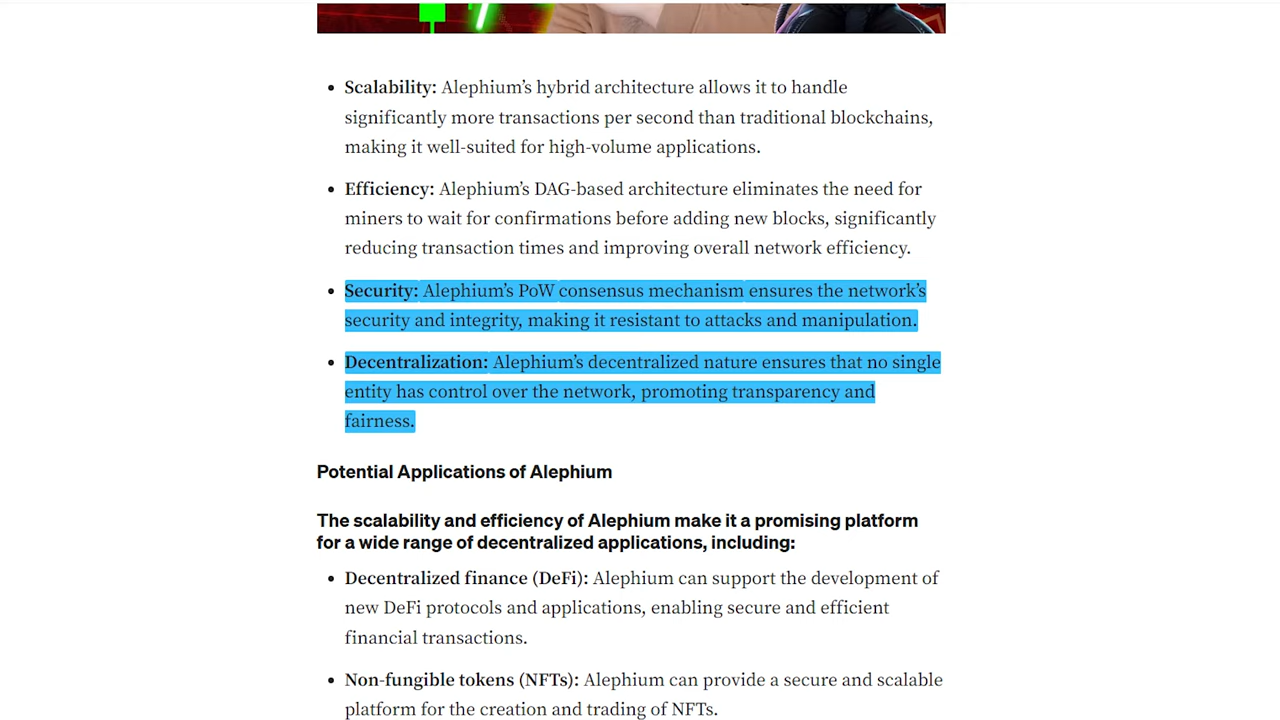 Scalability: Alephium’s hybrid architecture allows it to handle
significantly more transactions per second than traditional blockchains,
making it well-suited for high-volume applications.
Efficiency: Alephium’s DAG-based architecture eliminates the need for
miners to wait for confirmations before adding new blocks, significantly
reducing transaction times and improving overall network efficiency.
Security: Alephium’s PoW consensus mechanism ensures the network’s
security and integrity, making it resistant to attacks and manipulation.
Decentralization: Alephium’s decentralized nature ensures that no single
entity has control over the network, promoting transparency and
fairness.
Potential Applications of Alephium
The scalability and efficiency of Alephium make it a promising platform
for a wide range of decentralized applications, including:
Decentralized finance (DeFi): Alephium can support the development of
new DeFi protocols and applications, enabling secure and efficient
financial transactions.
Non-fungible tokens (NFTs): Alephium can provide a secure and scalable
platform for the creation and trading of NFTs.